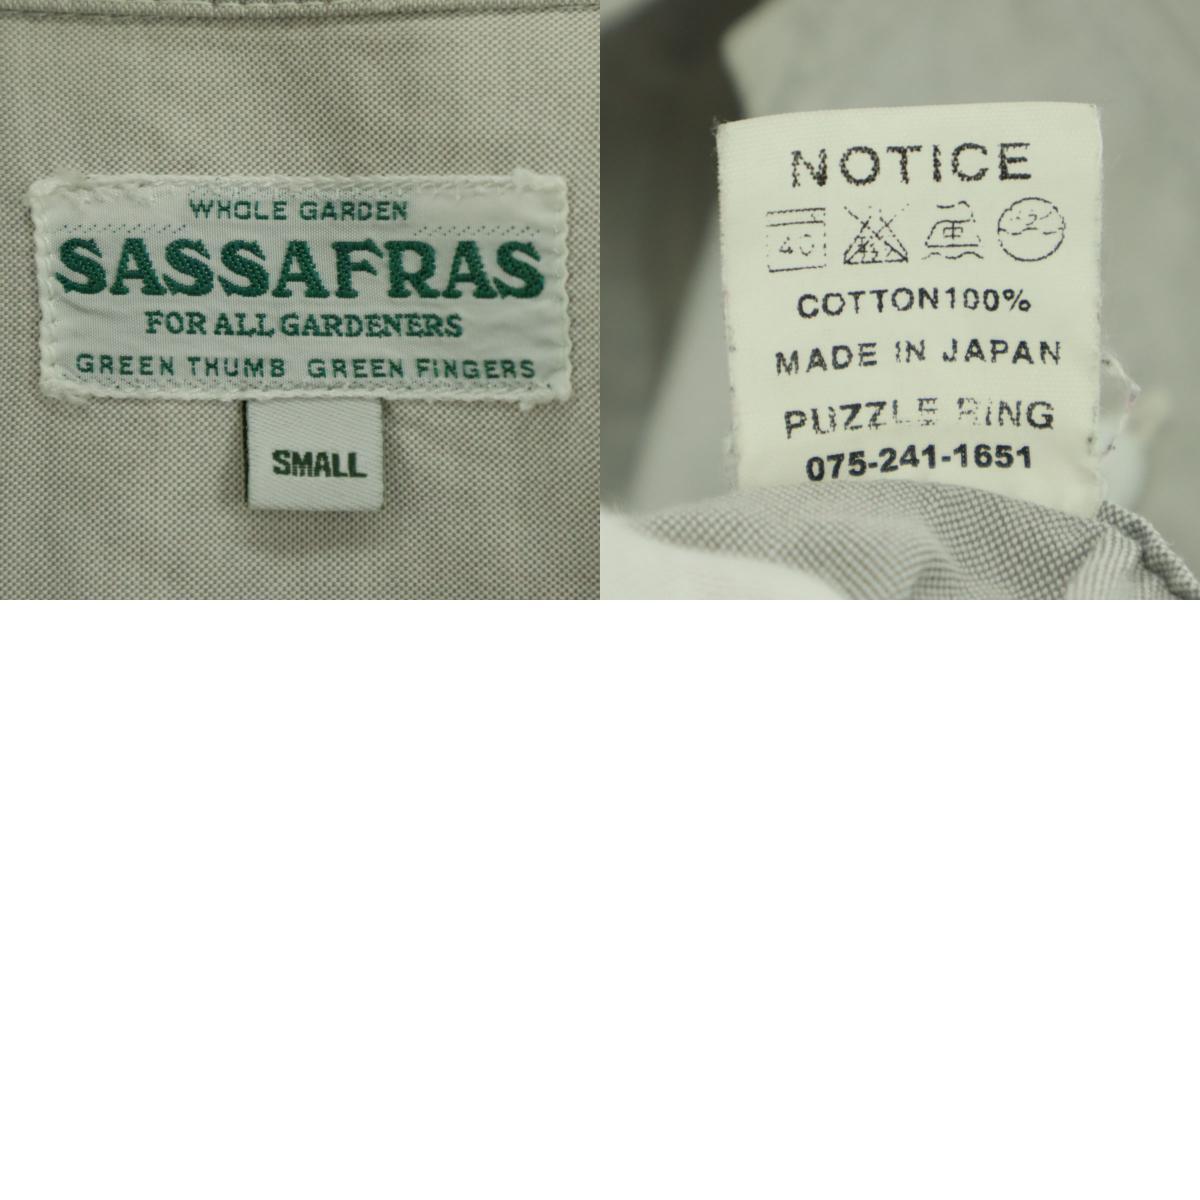 WHOLE GARDEN
SASSAFRAS
FOR ALL GARDENERS
GREEN THUMB GREEN FINGERS
SMALL
NOTICE
40
COTTON100%
MADE IN JAPAN
PUZZLE RING
075-241-1651